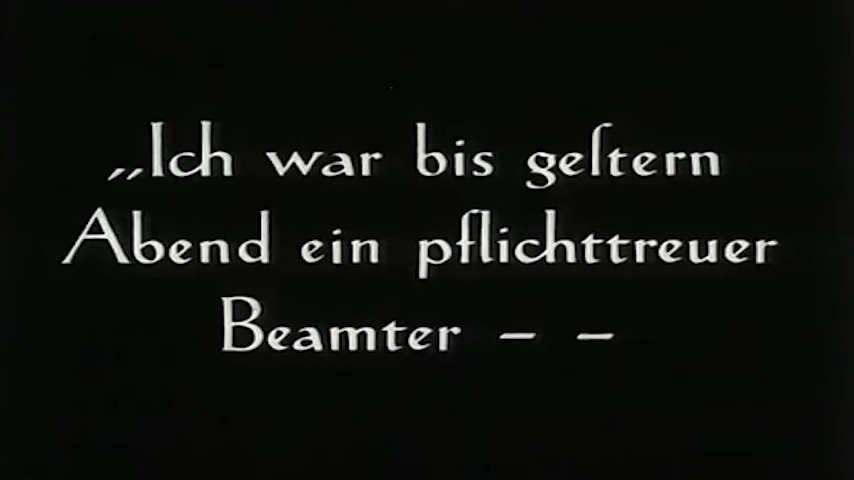 „Ich war bis geſtern
Abend ein pflichttreuer
Beamter – –